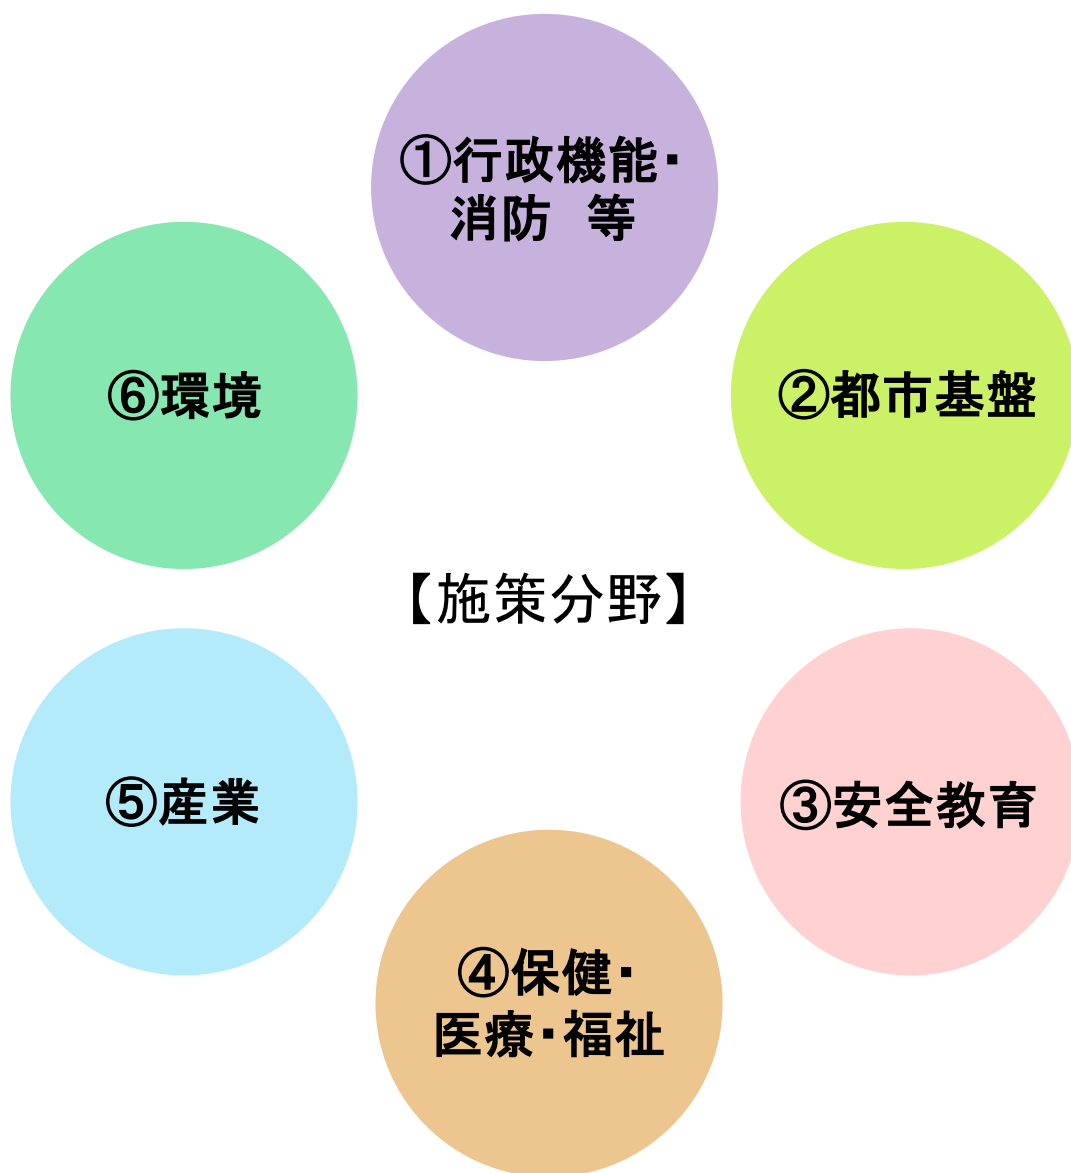 ①行政機能・
消防　等
②都市基盤
③安全教育
④保健・
医療・福祉
⑤産業
⑥環境
【施策分野】